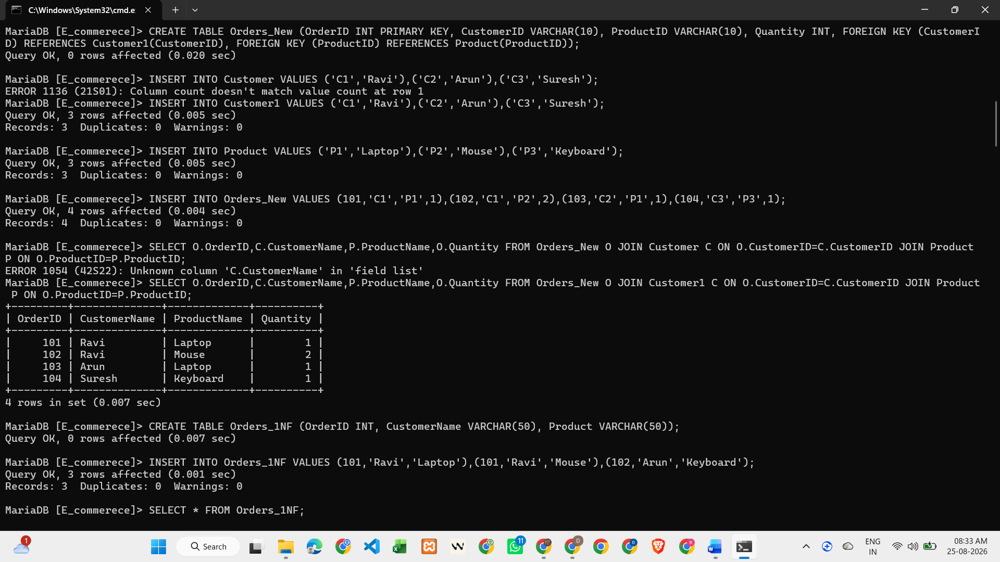 C:\Windows\System32\cmd.e
MariaDB [E_commerece]> CREATE TABLE Orders_New (OrderID INT PRIMARY KEY, CustomerID VARCHAR(10), ProductID VARCHAR(10), Quantity INT, FOREIGN KEY (CustomerI
D) REFERENCES Customer1(CustomerID), FOREIGN KEY (ProductID) REFERENCES Product(ProductID));
Query OK, 0 rows affected (0.020 sec)
MariaDB [E_commerece]> INSERT INTO Customer VALUES ('C1','Ravi'),('C2','Arun'),('C3','Suresh');
ERROR 1136 (21S01): Column count doesn't match value count at row 1
MariaDB [E_commerece]> INSERT INTO Customer1 VALUES ('C1','Ravi'),('C2','Arun'),('C3','Suresh');
Query OK, 3 rows affected (0.005 sec)
Records: 3  Duplicates: 0  Warnings: 0
MariaDB [E_commerece]> INSERT INTO Product VALUES ('P1','Laptop'),('P2','Mouse'),('P3','Keyboard');
Query OK, 3 rows affected (0.005 sec)
Records: 3  Duplicates: 0  Warnings: 0
MariaDB [E_commerece]> INSERT INTO Orders_New VALUES (101,'C1','P1',1),(102,'C1','P2',2),(103,'C2','P1',1),(104,'C3','P3',1);
Query OK, 4 rows affected (0.004 sec)
Records: 4  Duplicates: 0  Warnings: 0
MariaDB [E_commerece]> SELECT O.OrderID,C.CustomerName,P.ProductName,O.Quantity FROM Orders_New O JOIN Customer C ON O.CustomerID=C.CustomerID JOIN Product
P ON O.ProductID=P.ProductID;
ERROR 1054 (42S22): Unknown column 'C.CustomerName' in 'field list'
MariaDB [E_commerece]> SELECT O.OrderID,C.CustomerName,P.ProductName,O.Quantity FROM Orders_New O JOIN Customer1 C ON O.CustomerID=C.CustomerID JOIN Product
 P ON O.ProductID=P.ProductID;
+---------+--------------+-------------+----------+
| OrderID | CustomerName | ProductName | Quantity |
+---------+--------------+-------------+----------+
|     101 | Ravi         | Laptop      |        1 |
|     102 | Ravi         | Mouse       |        2 |
|     103 | Arun         | Laptop      |        1 |
|     104 | Suresh       | Keyboard    |        1 |
+---------+--------------+-------------+----------+
4 rows in set (0.007 sec)
MariaDB [E_commerece]> CREATE TABLE Orders_1NF (OrderID INT, CustomerName VARCHAR(50), Product VARCHAR(50));
Query OK, 0 rows affected (0.007 sec)
MariaDB [E_commerece]> INSERT INTO Orders_1NF VALUES (101,'Ravi','Laptop'),(101,'Ravi','Mouse'),(102,'Arun','Keyboard');
Query OK, 3 rows affected (0.001 sec)
Records: 3  Duplicates: 0  Warnings: 0
MariaDB [E_commerece]> SELECT * FROM Orders_1NF;
1
Search
11
D
D
B
ENG
IN
08:33 AM
25-08-2026